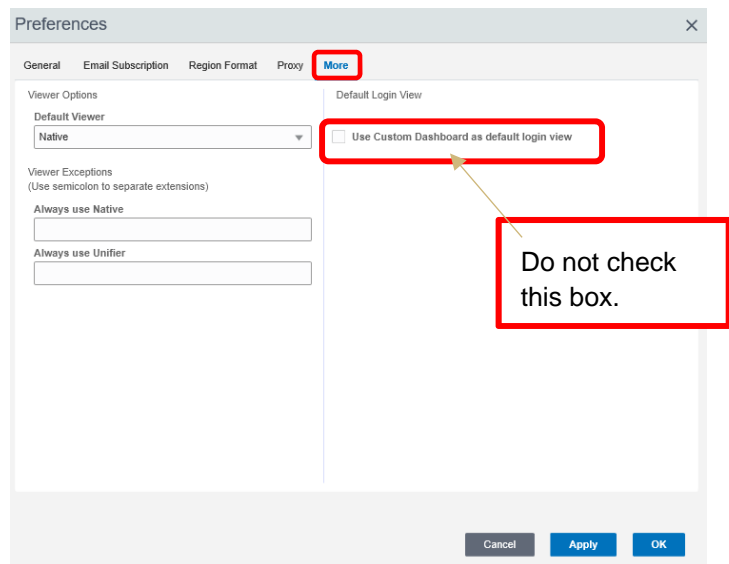 Preferences
General Email Subscription Region Format Proxy More
Viewer Options
Default Viewer
Native
Viewer Exceptions
(Use semicolon to separate extensions)
Always use Native
Always use Unifier
Default Login View
Use Custom Dashboard as default login view
Do not check
this box.
Cancel Apply OK